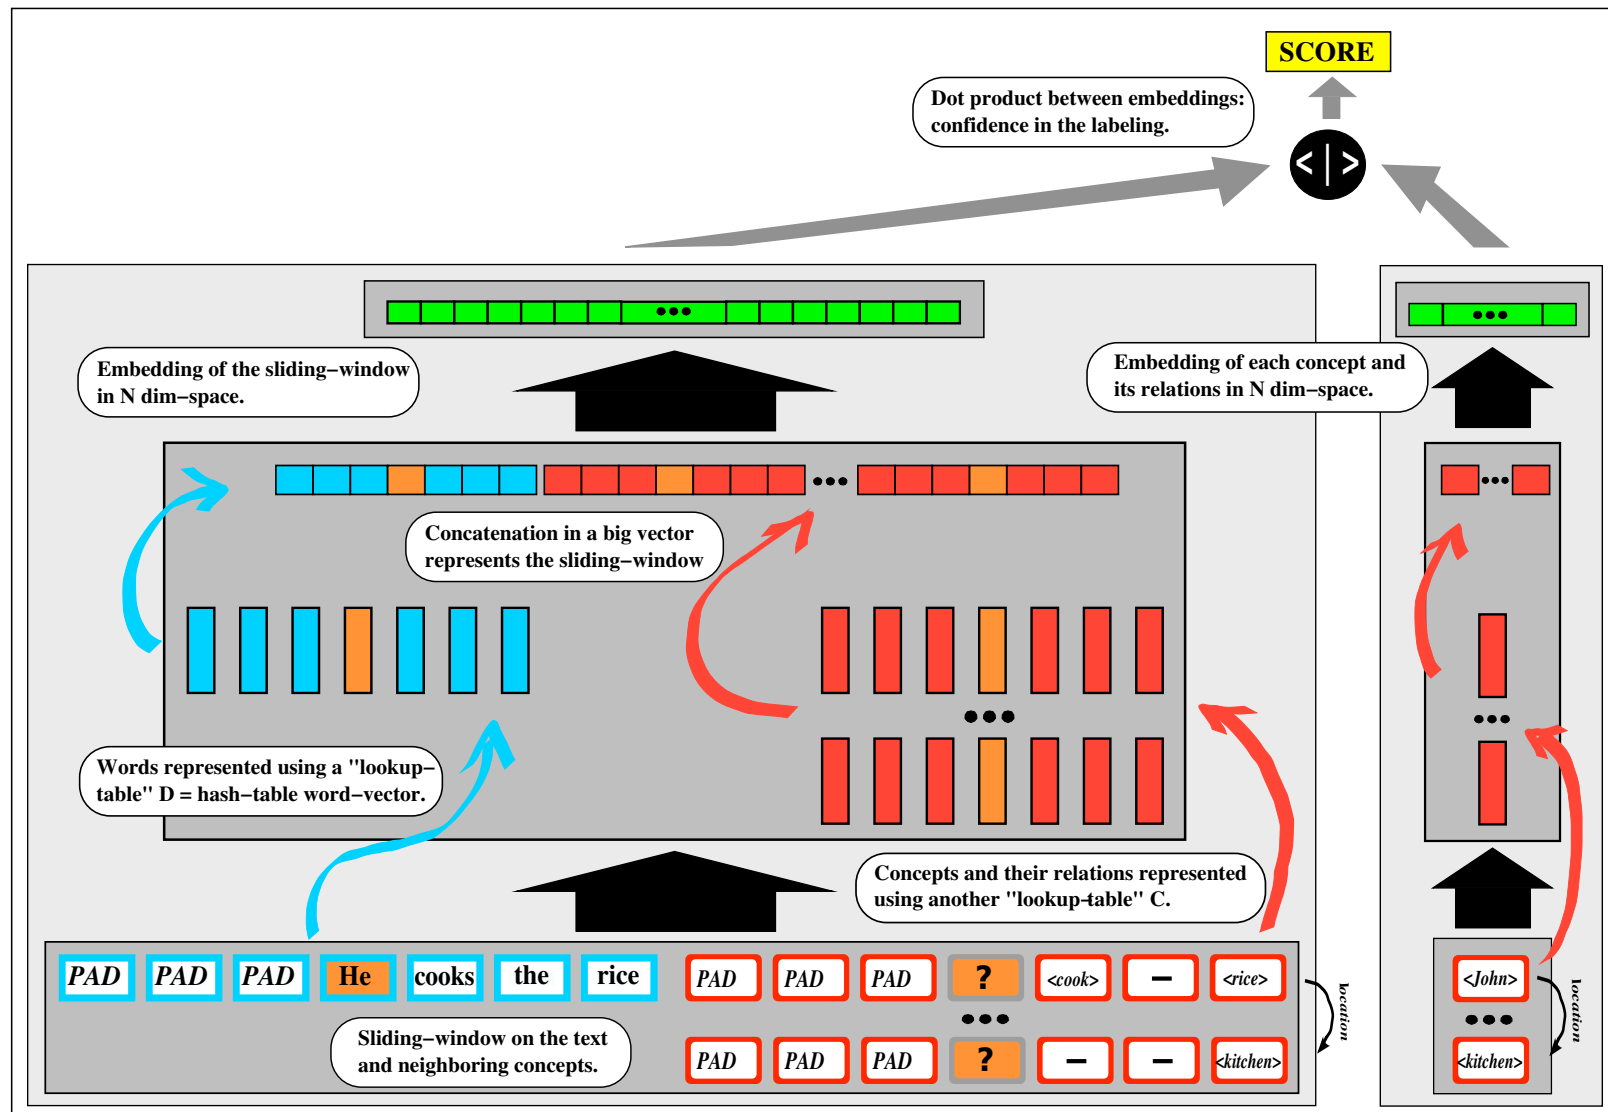 SCORE
Dot product between embeddings:
confidence in the labeling.
< | >
Embedding of the sliding−window
in N dim−space.
Embedding of each concept and
its relations in N dim−space.
Concatenation in a big vector
represents the sliding−window
Words represented using a "lookup−
table" D = hash−table word−vector.
Concepts and their relations represented
using another "lookup-table" C.
PAD PAD PAD He cooks the rice PAD PAD PAD ? <cook> − <rice>
location
<John>
location
Sliding−window on the text
and neighboring concepts.
PAD PAD PAD ? − − <kitchen>
<kitchen>